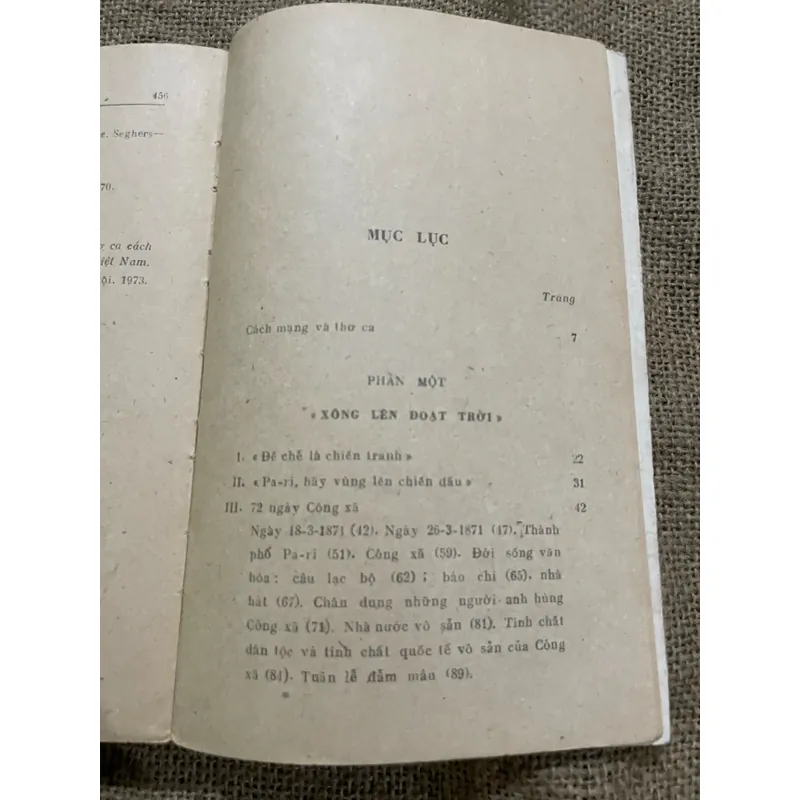 456
e. Seghers—
70.
ca cách
iệt Nam.
ội. 1973.
MỤC LỤC
Trang
Cách mạng và thơ ca 7
PHẦN MỘT
«XÔNG LÊN ĐOẠT TRỜI»
I. «Đế chế là chiến tranh» 22
II. «Pa-ri, hãy vùng lên chiến đấu» 31
III. 72 ngày Công xã 42
Ngày 18-3-1871 (42). Ngày 26-3-1871 (47). Thành
phố Pa-ri (51). Công xã (59). Đời sống văn
hóa: câu lạc bộ (62); báo chí (65). nhà
hát (67). Chân dung những người anh hùng
Công xã (71). Nhà nước vô sản (81). Tính chất
dân tộc và tính chất quốc tế vô sản của Công
xã (84). Tuần lễ đẫm máu (89).